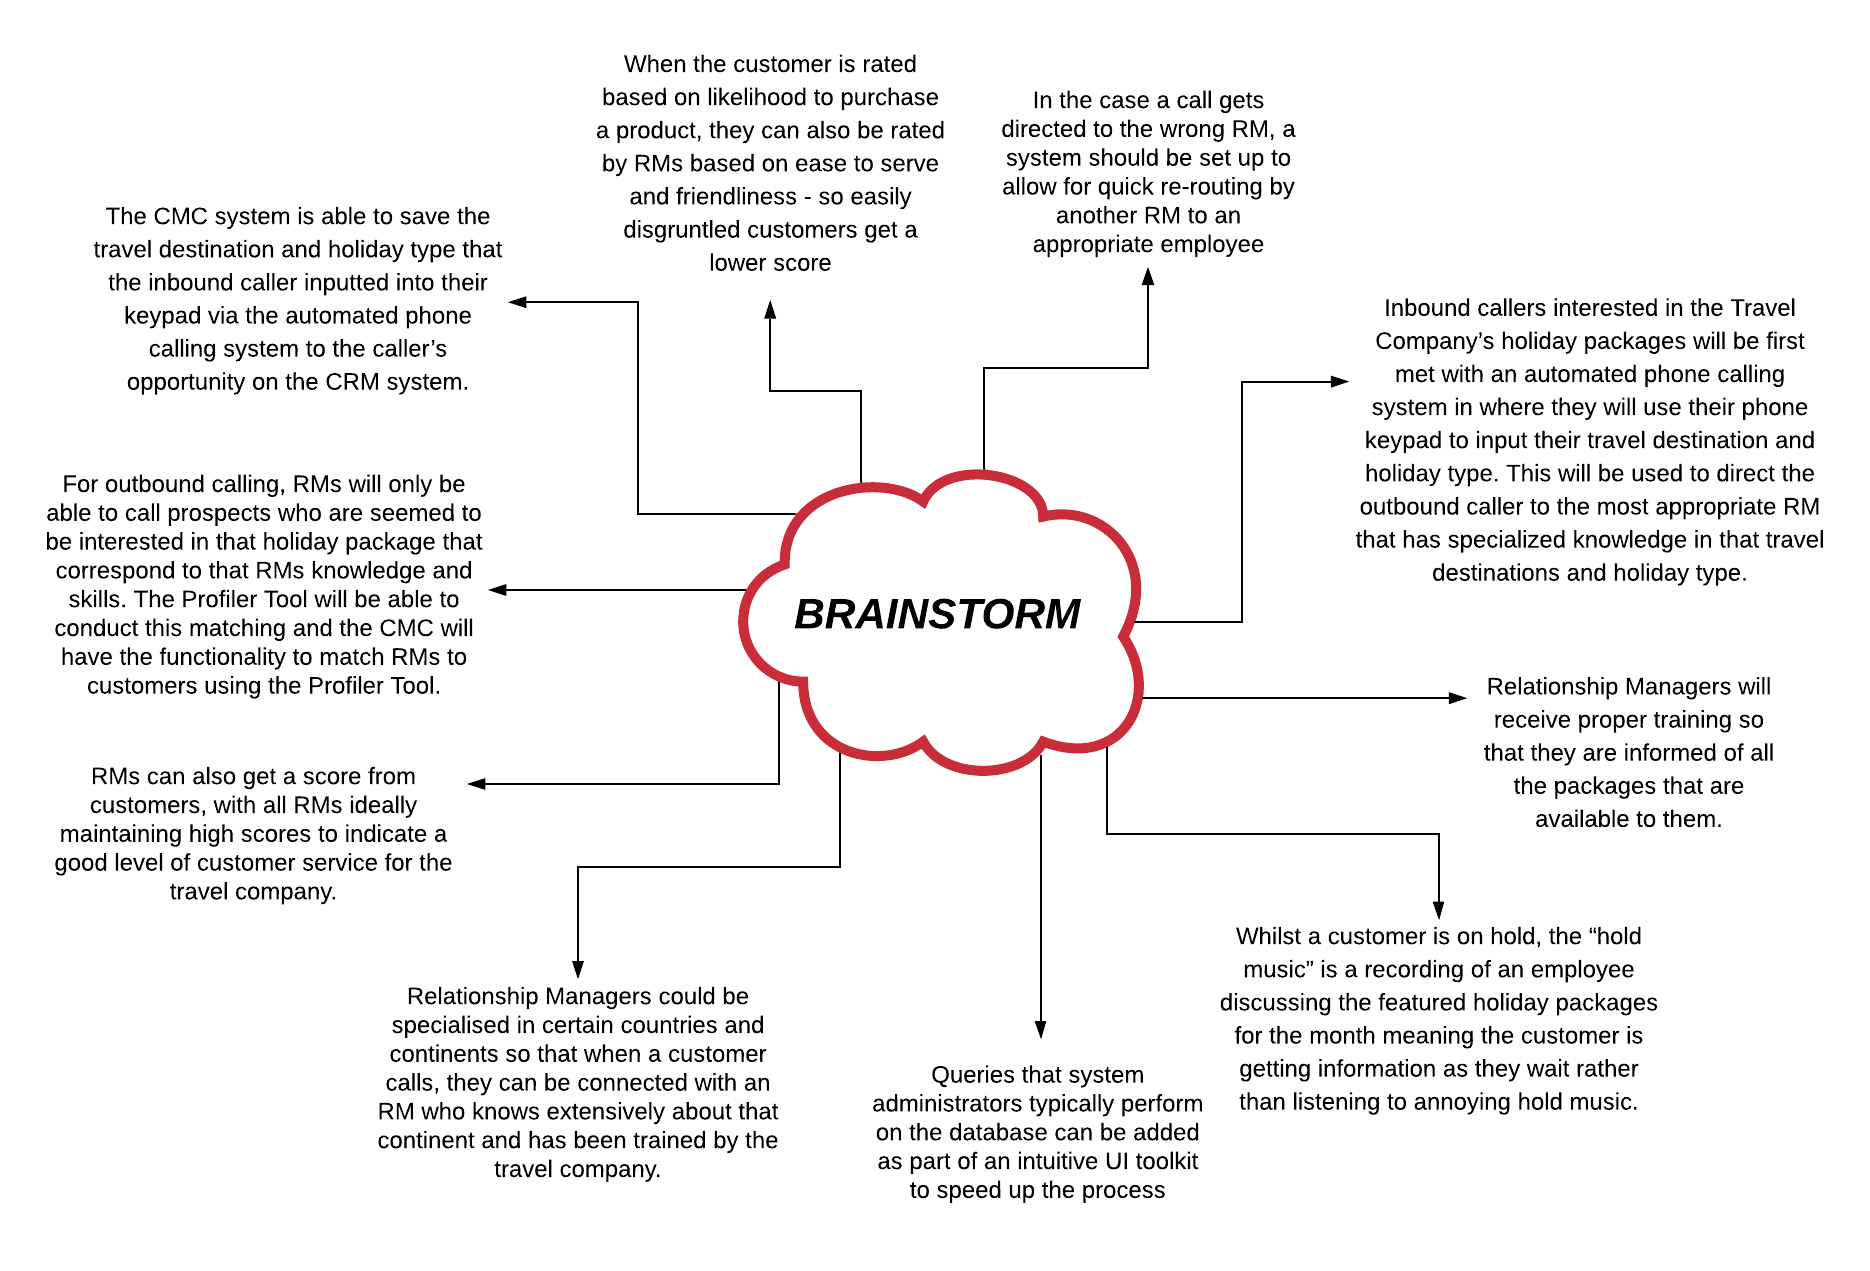 When the customer is rated
based on likelihood to purchase
a product, they can also be rated
by RMs based on ease to serve
and friendliness - so easily
disgruntled customers get a
lower score
In the case a call gets
directed to the wrong RM, a
system should be set up to
allow for quick re-routing by
another RM to an
appropriate employee
The CMC system is able to save the
travel destination and holiday type that
the inbound caller inputted into their
keypad via the automated phone
calling system to the caller’s
opportunity on the CRM system.
Inbound callers interested in the Travel
Company’s holiday packages will be first
met with an automated phone calling
system in where they will use their phone
keypad to input their travel destination and
holiday type. This will be used to direct the
outbound caller to the most appropriate RM
that has specialized knowledge in that travel
destinations and holiday type.
For outbound calling, RMs will only be
able to call prospects who are seemed to
be interested in that holiday package that
correspond to that RMs knowledge and
skills. The Profiler Tool will be able to
conduct this matching and the CMC will
have the functionality to match RMs to
customers using the Profiler Tool.
BRAINSTORM
Relationship Managers will
receive proper training so
that they are informed of all
the packages that are
available to them.
RMs can also get a score from
customers, with all RMs ideally
maintaining high scores to indicate a
good level of customer service for the
travel company.
Whilst a customer is on hold, the “hold
music” is a recording of an employee
discussing the featured holiday packages
for the month meaning the customer is
getting information as they wait rather
than listening to annoying hold music.
Relationship Managers could be
specialised in certain countries and
continents so that when a customer
calls, they can be connected with an
RM who knows extensively about that
continent and has been trained by the
travel company.
Queries that system
administrators typically perform
on the database can be added
as part of an intuitive UI toolkit
to speed up the process